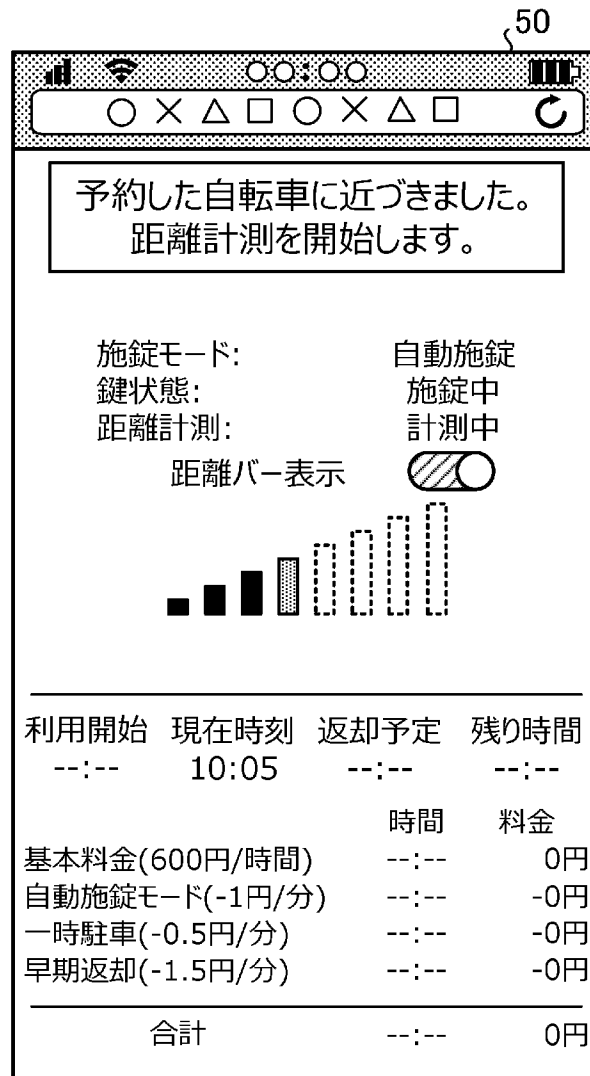 50
○○:○○
○×△□○×△□
予約した自転車に近づきました。
距離計測を開始します。
施錠モード: 自動施錠
鍵状態: 施錠中
距離計測: 計測中
距離バー表示
利用開始 現在時刻 返却予定 残り時間
--:-- 10:05 --:-- --:--
時間 料金
基本料金(600円/時間) --:-- 0円
自動施錠モード(-1円/分) --:-- -0円
一時駐車(-0.5円/分) --:-- -0円
早期返却(-1.5円/分) --:-- -0円
合計 --:-- 0円